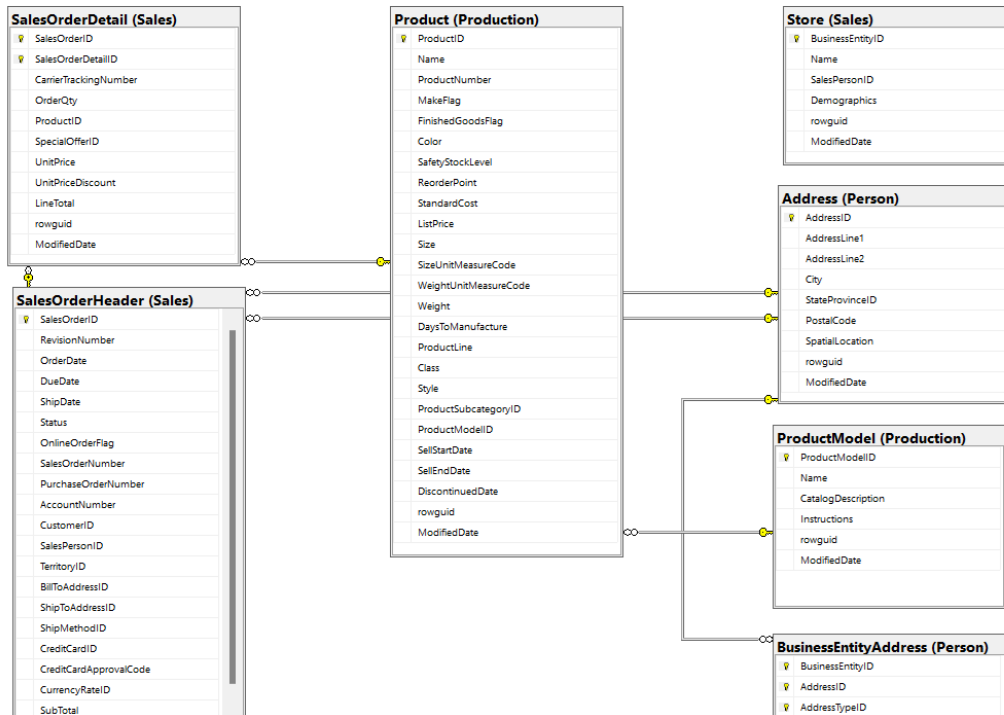 SalesOrderDetail (Sales)
SalesOrderID
SalesOrderDetailID
CarrierTrackingNumber
OrderQty
ProductID
SpecialOfferID
UnitPrice
UnitPriceDiscount
LineTotal
rowguid
ModifiedDate
SalesOrderHeader (Sales)
SalesOrderID
RevisionNumber
OrderDate
DueDate
ShipDate
Status
OnlineOrderFlag
SalesOrderNumber
PurchaseOrderNumber
AccountNumber
CustomerID
SalesPersonID
TerritoryID
BillToAddressID
ShipToAddressID
ShipMethodID
CreditCardID
CreditCardApprovalCode
CurrencyRateID
SubTotal
Product (Production)
ProductID
Name
ProductNumber
MakeFlag
FinishedGoodsFlag
Color
SafetyStockLevel
ReorderPoint
StandardCost
ListPrice
Size
SizeUnitMeasureCode
WeightUnitMeasureCode
Weight
DaysToManufacture
ProductLine
Class
Style
ProductSubcategoryID
ProductModelID
SellStartDate
SellEndDate
DiscontinuedDate
rowguid
ModifiedDate
Store (Sales)
BusinessEntityID
Name
SalesPersonID
Demographics
rowguid
ModifiedDate
Address (Person)
AddressID
AddressLine1
AddressLine2
City
StateProvinceID
PostalCode
SpatialLocation
rowguid
ModifiedDate
ProductModel (Production)
ProductModelID
Name
CatalogDescription
Instructions
rowguid
ModifiedDate
BusinessEntityAddress (Person)
BusinessEntityID
AddressID
AddressTypeID